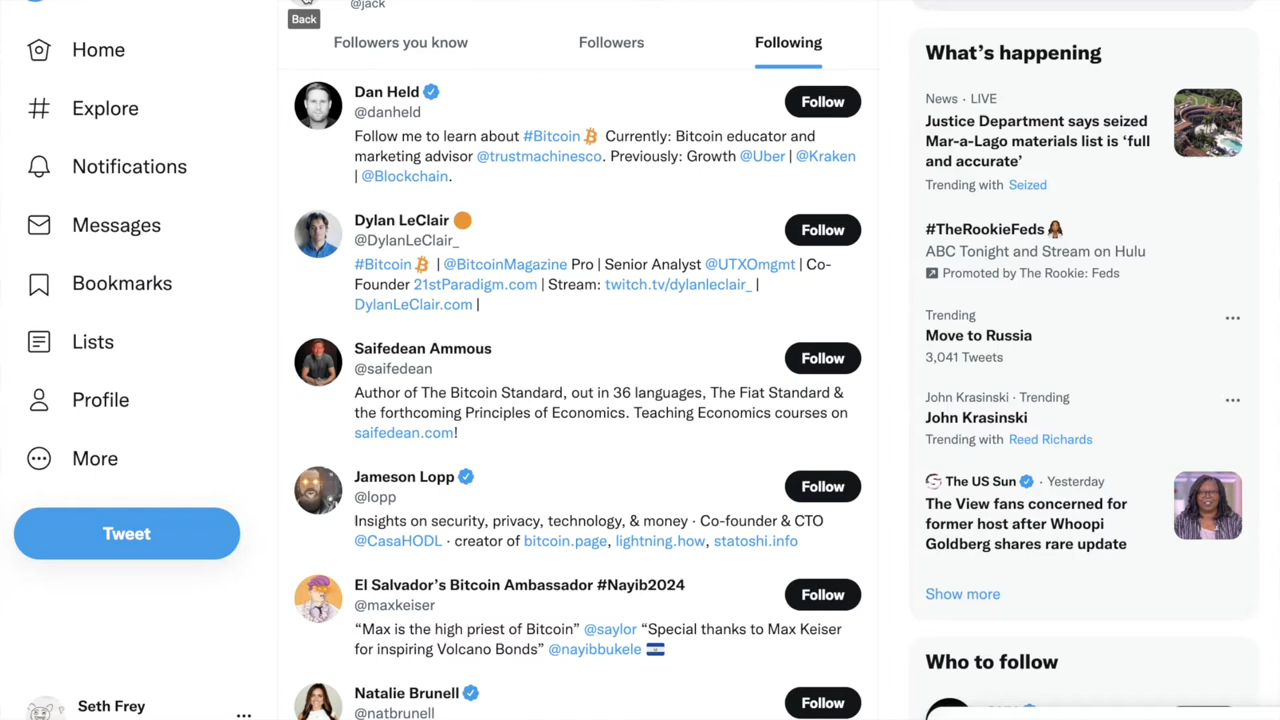 @jack
Back
Home
Explore
Notifications
Messages
Bookmarks
Lists
Profile
More
Tweet
Seth Frey
Followers you know
Followers
Following
Dan Held
@danheld
Follow
Follow me to learn about #Bitcoin Currently: Bitcoin educator and
marketing advisor @trustmachinesco. Previously: Growth @Uber | @Kraken
| @Blockchain.
Dylan LeClair
@DylanLeClair_
Follow
#Bitcoin | @BitcoinMagazine Pro | Senior Analyst @UTXOmgmt | Co-
Founder 21stParadigm.com | Stream: twitch.tv/dylanleclair_ |
DylanLeClair.com |
Saifedean Ammous
@saifedean
Follow
Author of The Bitcoin Standard, out in 36 languages, The Fiat Standard &
the forthcoming Principles of Economics. Teaching Economics courses on
saifedean.com!
Jameson Lopp
@lopp
Follow
Insights on security, privacy, technology, & money · Co-founder & CTO
@CasaHODL · creator of bitcoin.page, lightning.how, statoshi.info
El Salvador’s Bitcoin Ambassador #Nayib2024
@maxkeiser
Follow
“Max is the high priest of Bitcoin” @saylor “Special thanks to Max Keiser
for inspiring Volcano Bonds” @nayibbukele
Natalie Brunell
@natbrunell
Follow
What’s happening
News · LIVE
Justice Department says seized
Mar-a-Lago materials list is ‘full
and accurate’
Trending with Seized
#TheRookieFeds
ABC Tonight and Stream on Hulu
Promoted by The Rookie: Feds
Trending
Move to Russia
3,041 Tweets
John Krasinski · Trending
John Krasinski
Trending with Reed Richards
The US Sun · Yesterday
The View fans concerned for
former host after Whoopi
Goldberg shares rare update
Show more
Who to follow